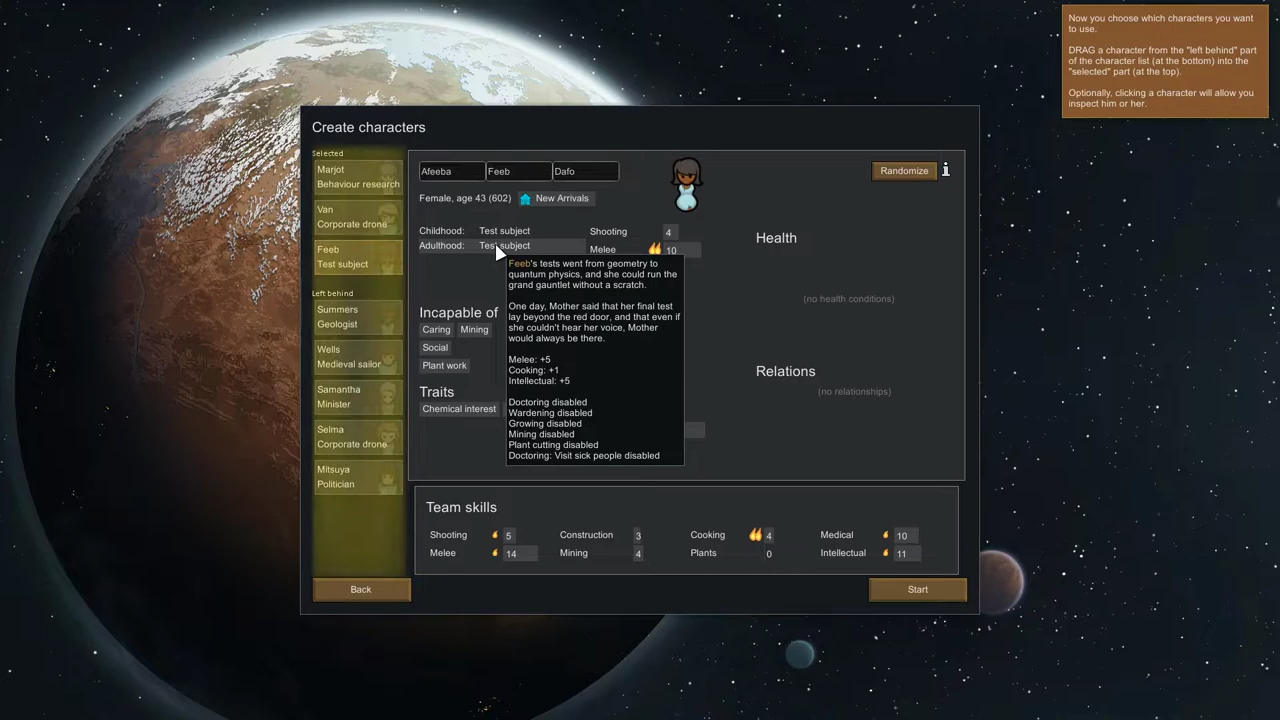 Now you choose which characters you want
to use.
DRAG a character from the "left behind" part
of the character list (at the bottom) into the
"selected" part (at the top).
Optionally, clicking a character will allow you
inspect him or her.
Create characters
Selected
Marjot
Behaviour research
Van
Corporate drone
Feeb
Test subject
Left behind
Summers
Geologist
Wells
Medieval sailor
Samantha
Minister
Selma
Corporate drone
Mitsuya
Politician
Afeeba Feeb Dafo
Randomize
Female, age 43 (602) New Arrivals
Childhood: Test subject
Adulthood: Test subject
Shooting 4
Melee 10
Incapable of
Caring Mining
Social
Plant work
Traits
Chemical interest
Feeb's tests went from geometry to
quantum physics, and she could run the
grand gauntlet without a scratch.
One day, Mother said that her final test
lay beyond the red door, and that even if
she couldn't hear her voice, Mother
would always be there.
Melee: +5
Cooking: +1
Intellectual: +5
Doctoring disabled
Wardening disabled
Growing disabled
Mining disabled
Plant cutting disabled
Doctoring: Visit sick people disabled
Health
(no health conditions)
Relations
(no relationships)
Team skills
Shooting 5 Construction 3 Cooking 4 Medical 10
Melee 14 Mining 4 Plants 0 Intellectual 11
Back
Start